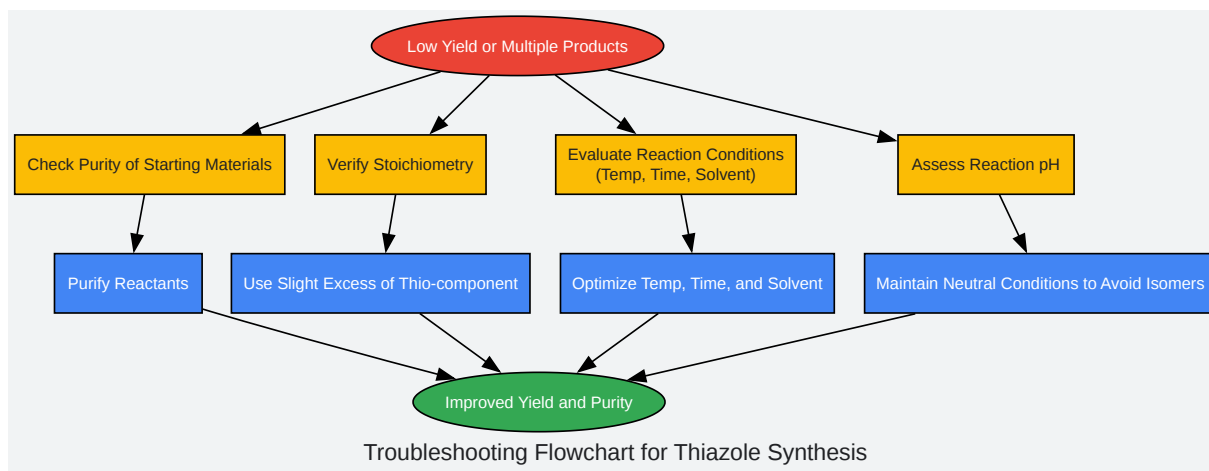 Low Yield or Multiple Products
Check Purity of Starting Materials
Verify Stoichiometry
Evaluate Reaction Conditions
(Temp, Time, Solvent)
Assess Reaction pH
Purify Reactants
Use Slight Excess of Thio-component
Optimize Temp, Time, and Solvent
Maintain Neutral Conditions to Avoid Isomers
Improved Yield and Purity
Troubleshooting Flowchart for Thiazole Synthesis